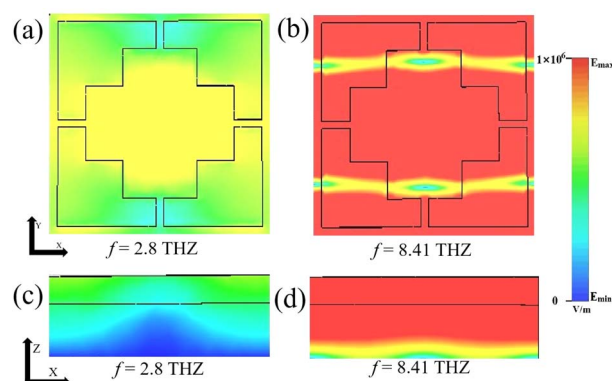 (a)
(b)
1×10⁶
Emax
Y
X
f = 2.8 THZ
f = 8.41 THZ
(c)
(d)
0
Emin
V/m
Z
X
f = 2.8 THZ
f = 8.41 THZ